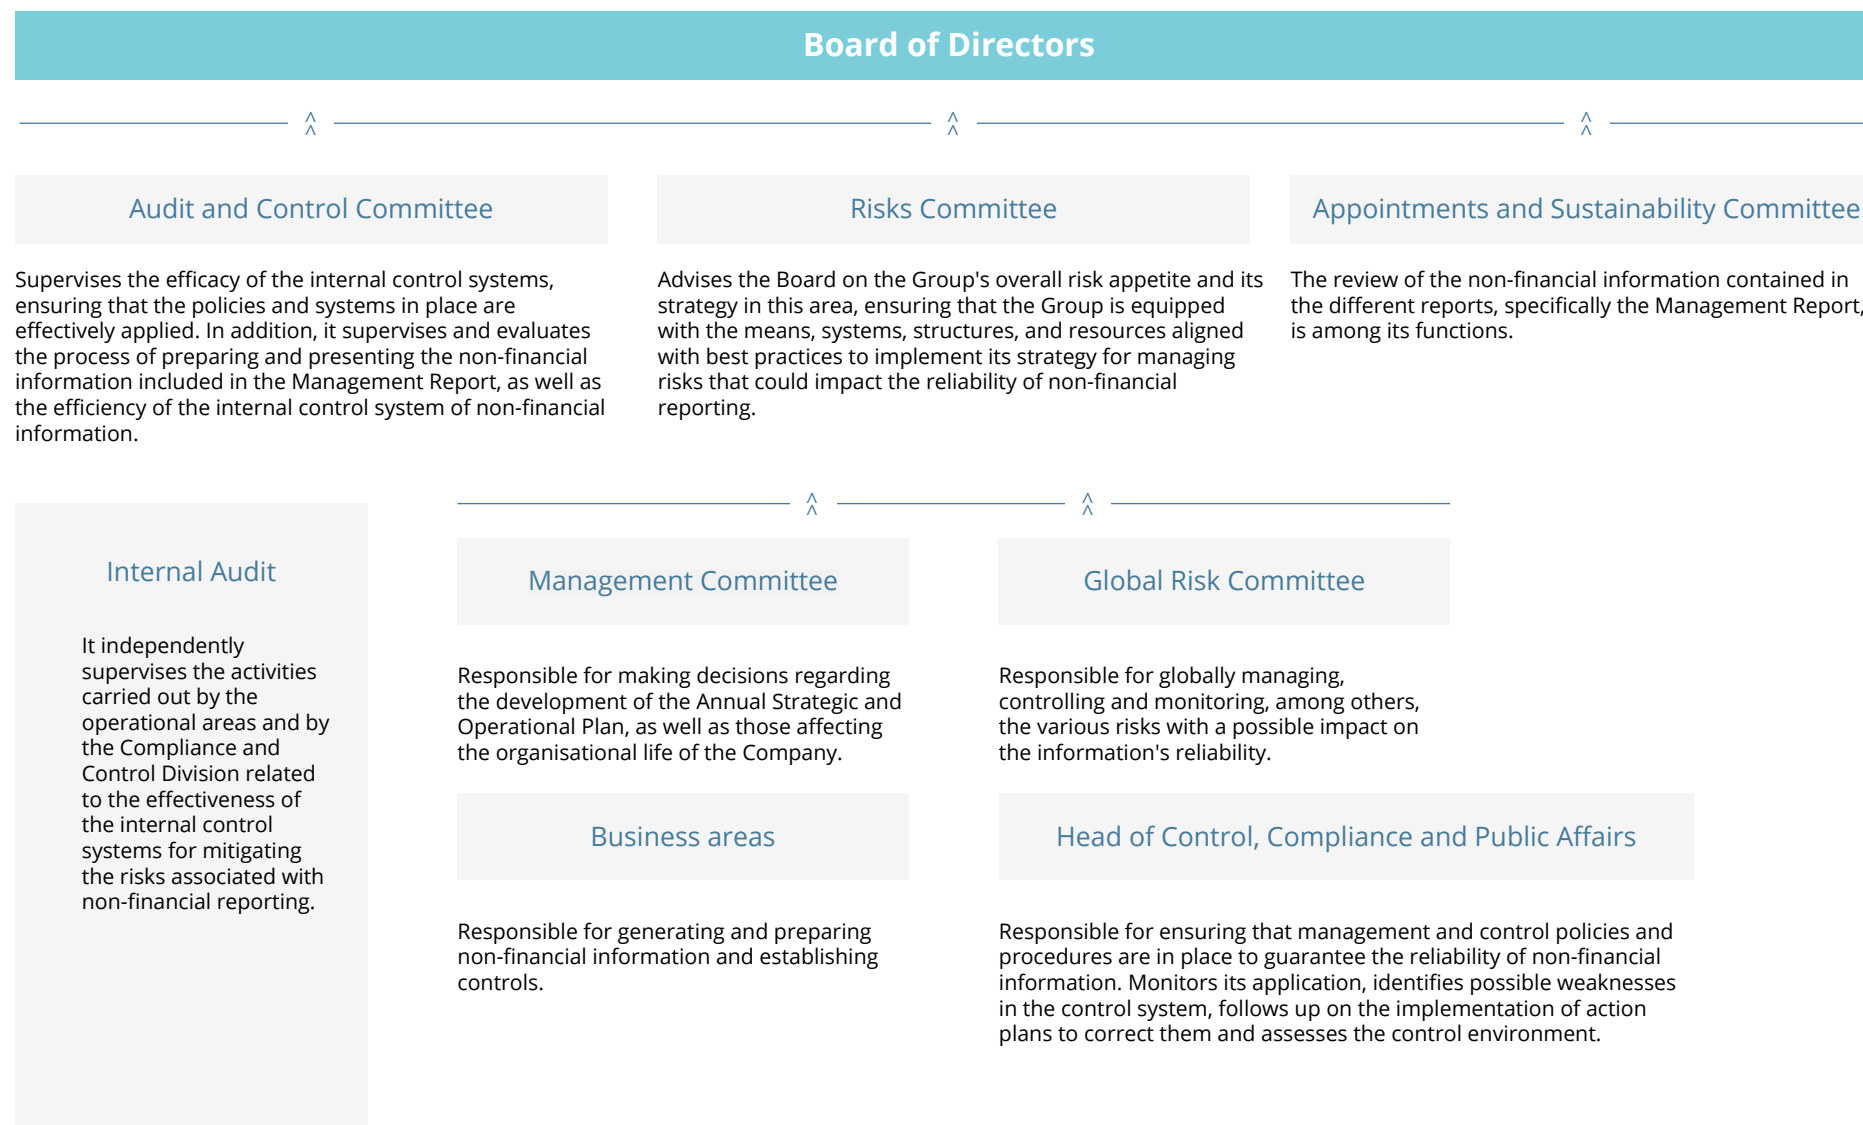 Board of Directors
^
^
^
^
^
^
Audit and Control Committee
Supervises the efficacy of the internal control systems,
ensuring that the policies and systems in place are
effectively applied. In addition, it supervises and evaluates
the process of preparing and presenting the non-financial
information included in the Management Report, as well as
the efficiency of the internal control system of non-financial
information.
Risks Committee
Advises the Board on the Group's overall risk appetite and its
strategy in this area, ensuring that the Group is equipped
with the means, systems, structures, and resources aligned
with best practices to implement its strategy for managing
risks that could impact the reliability of non-financial
reporting.
Appointments and Sustainability Committee
The review of the non-financial information contained in
the different reports, specifically the Management Report,
is among its functions.
Internal Audit
It independently
supervises the activities
carried out by the
operational areas and by
the Compliance and
Control Division related
to the effectiveness of
the internal control
systems for mitigating
the risks associated with
non-financial reporting.
^
^
^
^
Management Committee
Responsible for making decisions regarding
the development of the Annual Strategic and
Operational Plan, as well as those affecting
the organisational life of the Company.
Global Risk Committee
Responsible for globally managing,
controlling and monitoring, among others,
the various risks with a possible impact on
the information's reliability.
Business areas
Responsible for generating and preparing
non-financial information and establishing
controls.
Head of Control, Compliance and Public Affairs
Responsible for ensuring that management and control policies and
procedures are in place to guarantee the reliability of non-financial
information. Monitors its application, identifies possible weaknesses
in the control system, follows up on the implementation of action
plans to correct them and assesses the control environment.